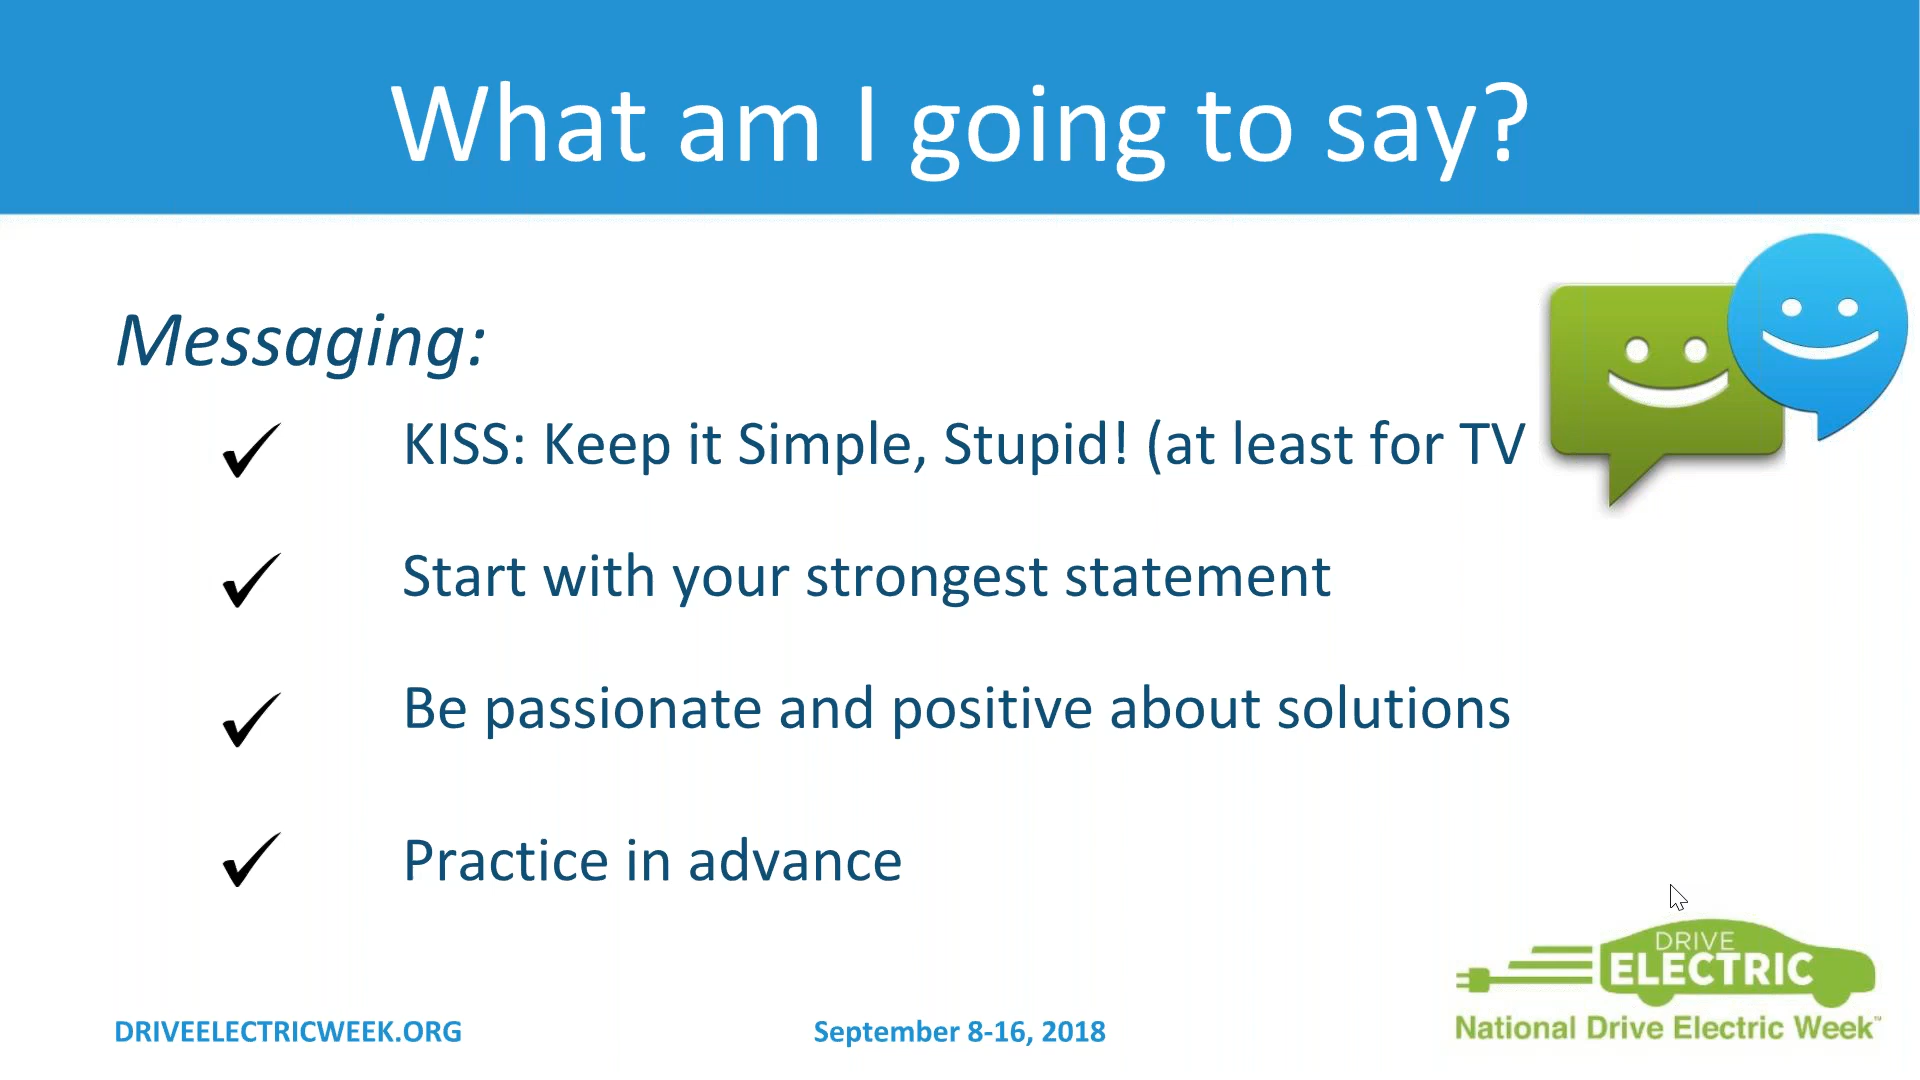 What am I going to say?
Messaging:
✓ KISS: Keep it Simple, Stupid! (at least for TV
✓ Start with your strongest statement
✓ Be passionate and positive about solutions
✓ Practice in advance
DRIVE
ELECTRIC
National Drive Electric Week™
DRIVEELECTRICWEEK.ORG
September 8-16, 2018